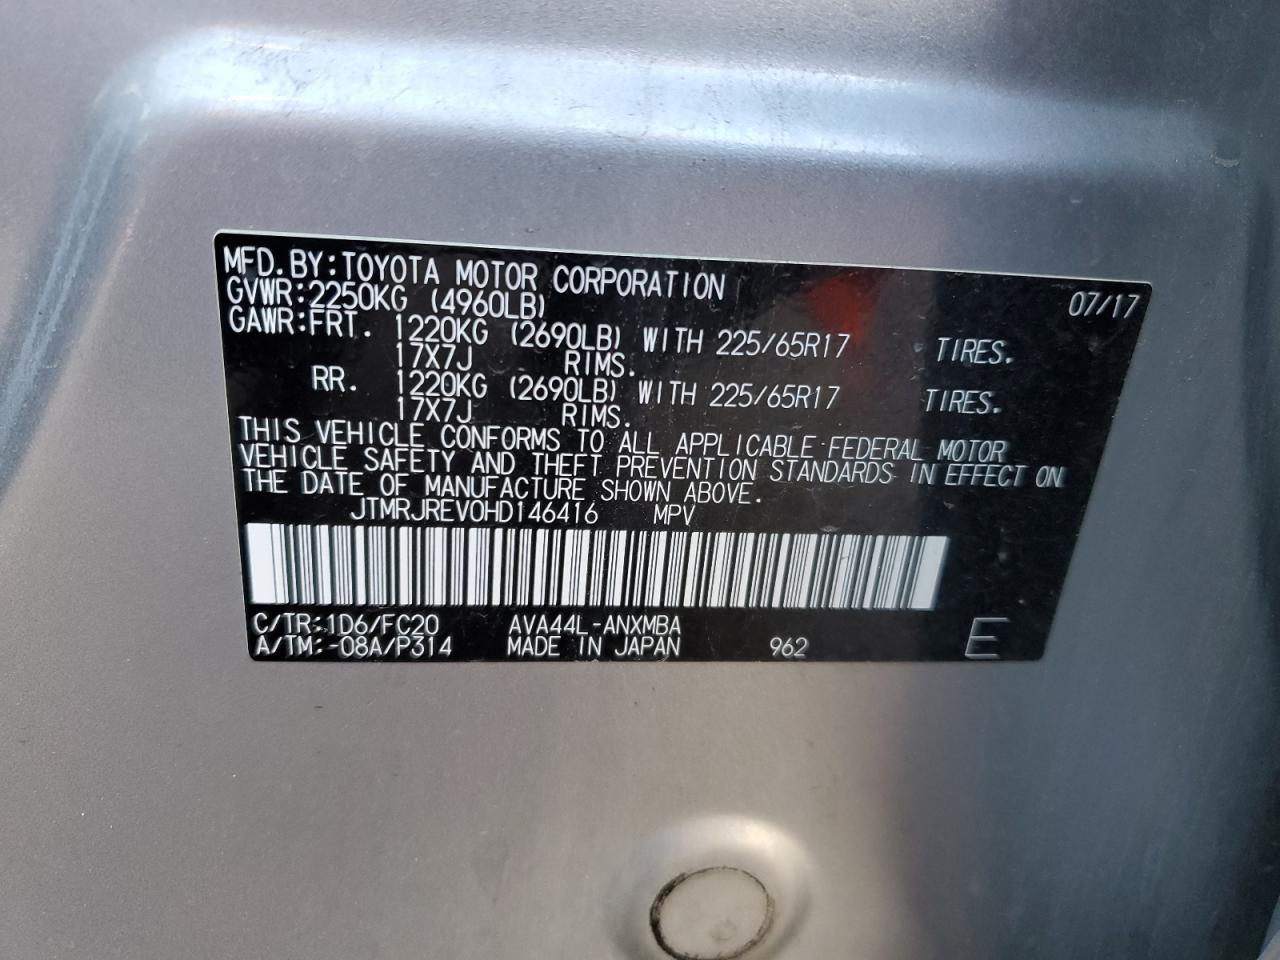 MFD.BY:TOYOTA MOTOR CORPORATION 07/17
GVWR:2250KG (4960LB)
GAWR:FRT. 1220KG (2690LB) WITH 225/65R17 TIRES.
17X7J RIMS.
RR. 1220KG (2690LB) WITH 225/65R17 TIRES.
17X7J RIMS.
THIS VEHICLE CONFORMS TO ALL APPLICABLE FEDERAL MOTOR
VEHICLE SAFETY AND THEFT PREVENTION STANDARDS IN EFFECT ON
THE DATE OF MANUFACTURE SHOWN ABOVE.
JTMRJREV0HD146416 MPV
C/TR:1D6/FC20 AVA44L-ANXMBA
A/TM:-08A/P314 MADE IN JAPAN 962 E